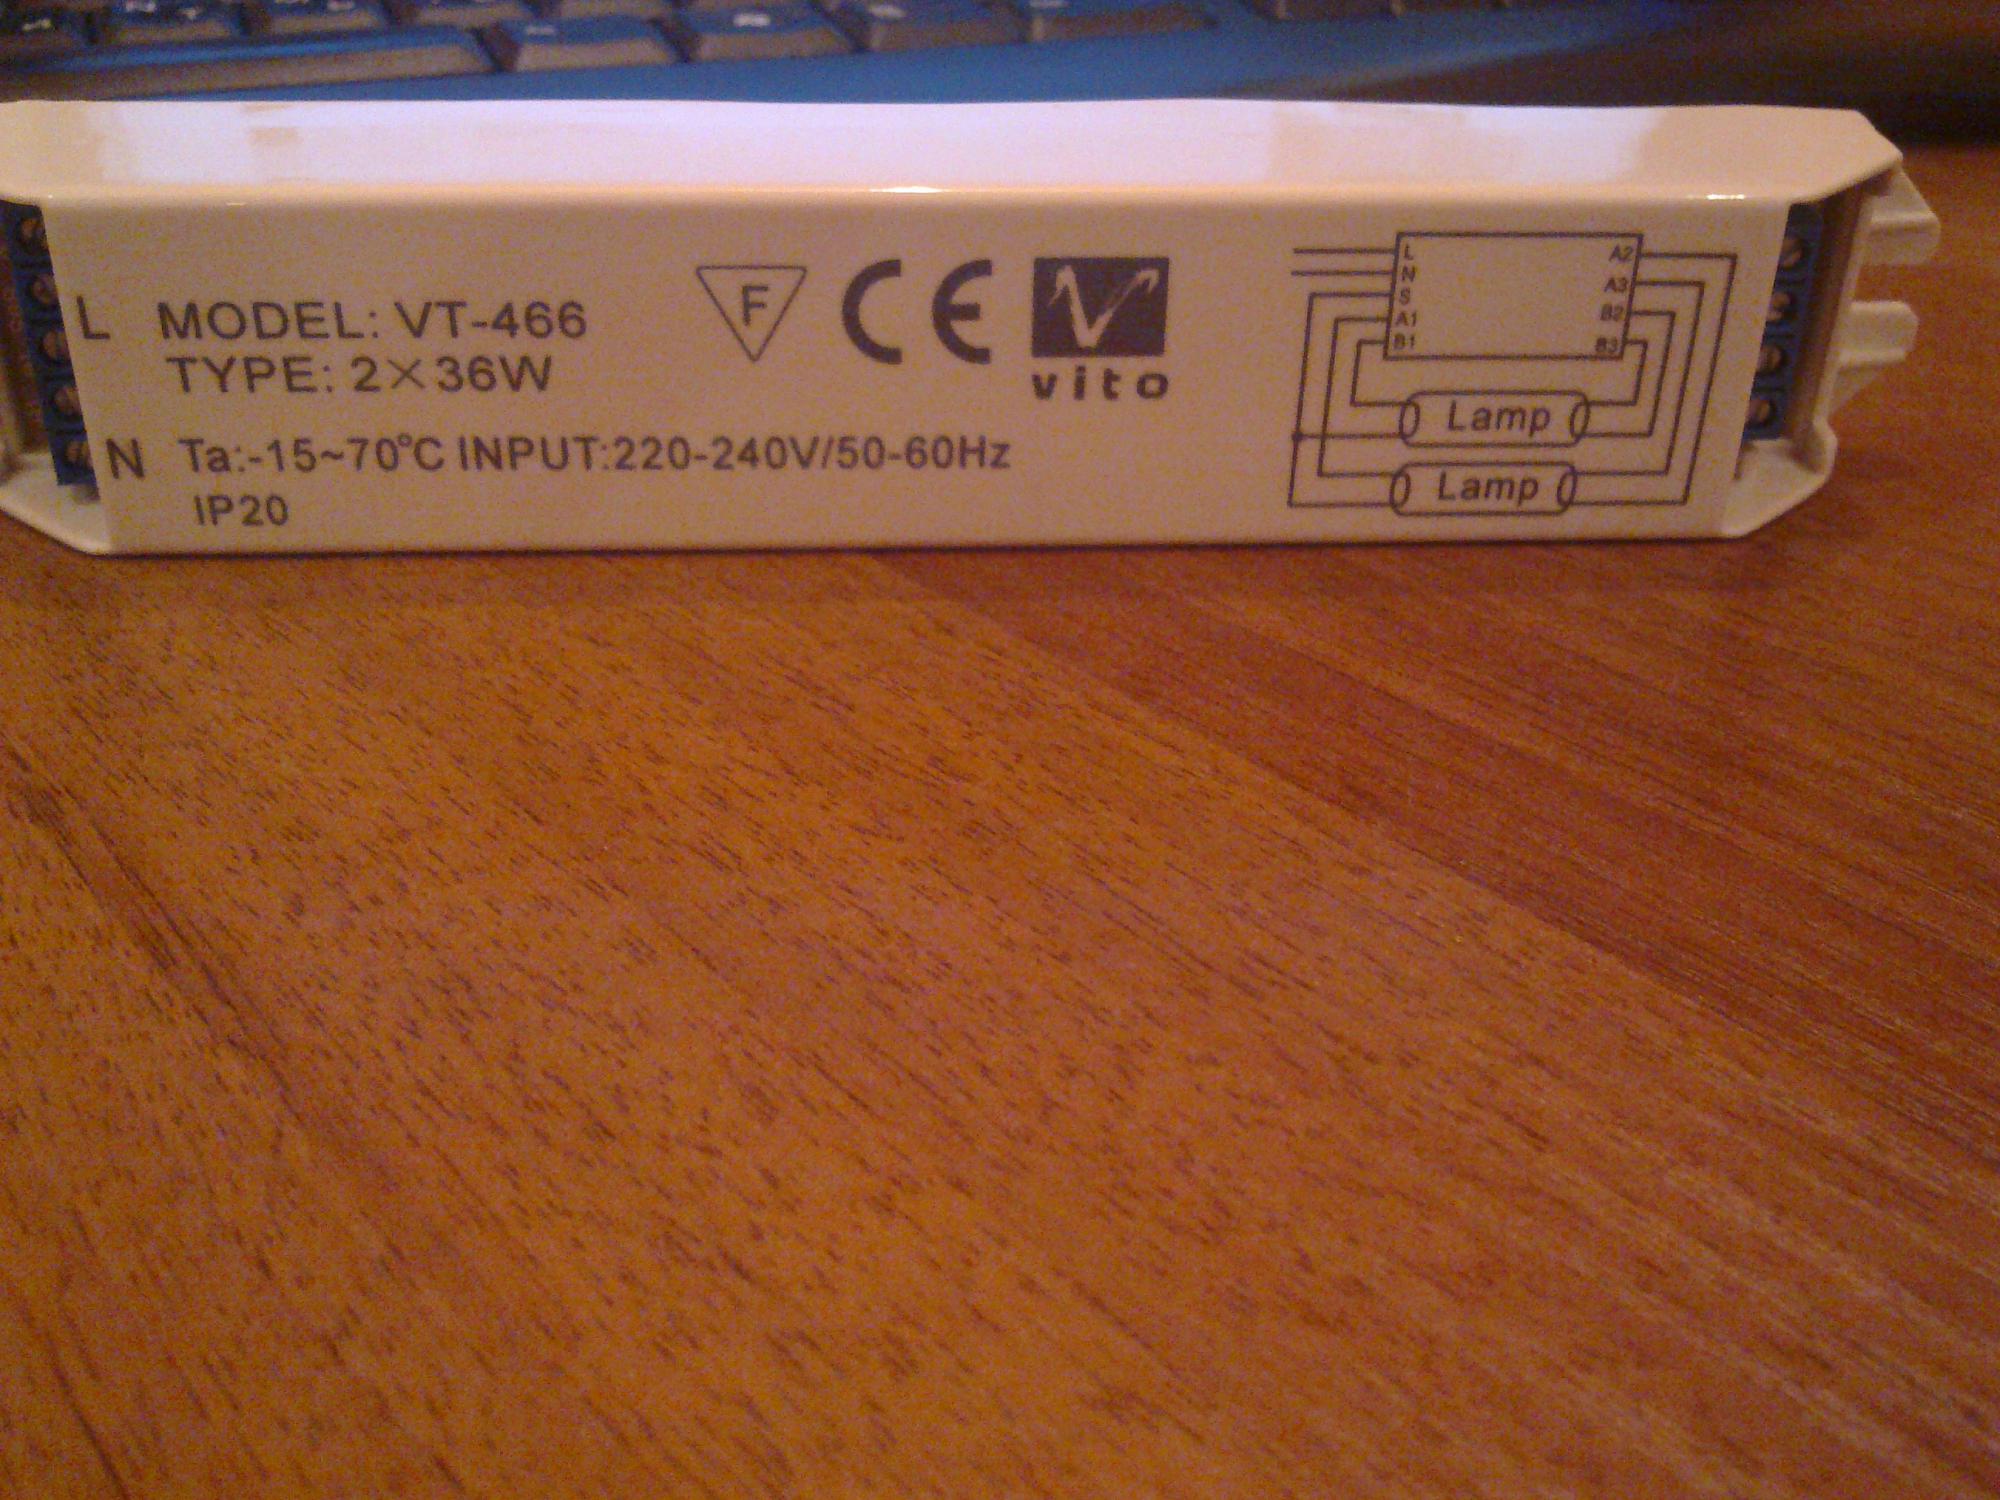 L
MODEL: VT-466
TYPE: 2×36W
N
Ta:-15~70°C INPUT:220-240V/50-60Hz
IP20
F
CE
vito
L
N
S
A1
B1
A2
A3
B2
B3
Lamp
Lamp